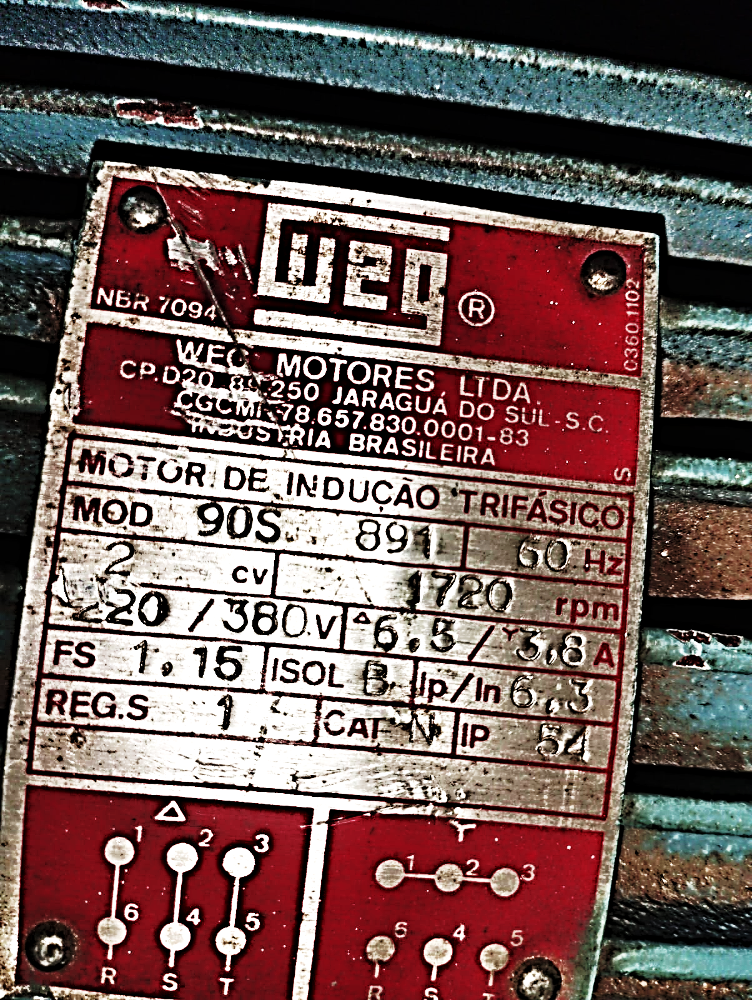 weg ®
NBR 7094
0360.1102
WEG MOTORES LTDA.
CP.D20 89.250 JARAGUÁ DO SUL-S.C.
CGCMF 78.657.830.0001-83
INDÚSTRIA BRASILEIRA
S
MOTOR DE INDUÇÃO TRIFÁSICO
MOD 90S 891 60 Hz
2 cv 1720 rpm
220/380 V △6.5/Y3,8 A
FS 1,15 ISOL B Ip/In 6,3
REG.S 1 CAT N IP 54
△ Y
1 2 3 1 2 3
6 4 5 6 4 5
R S T R S T